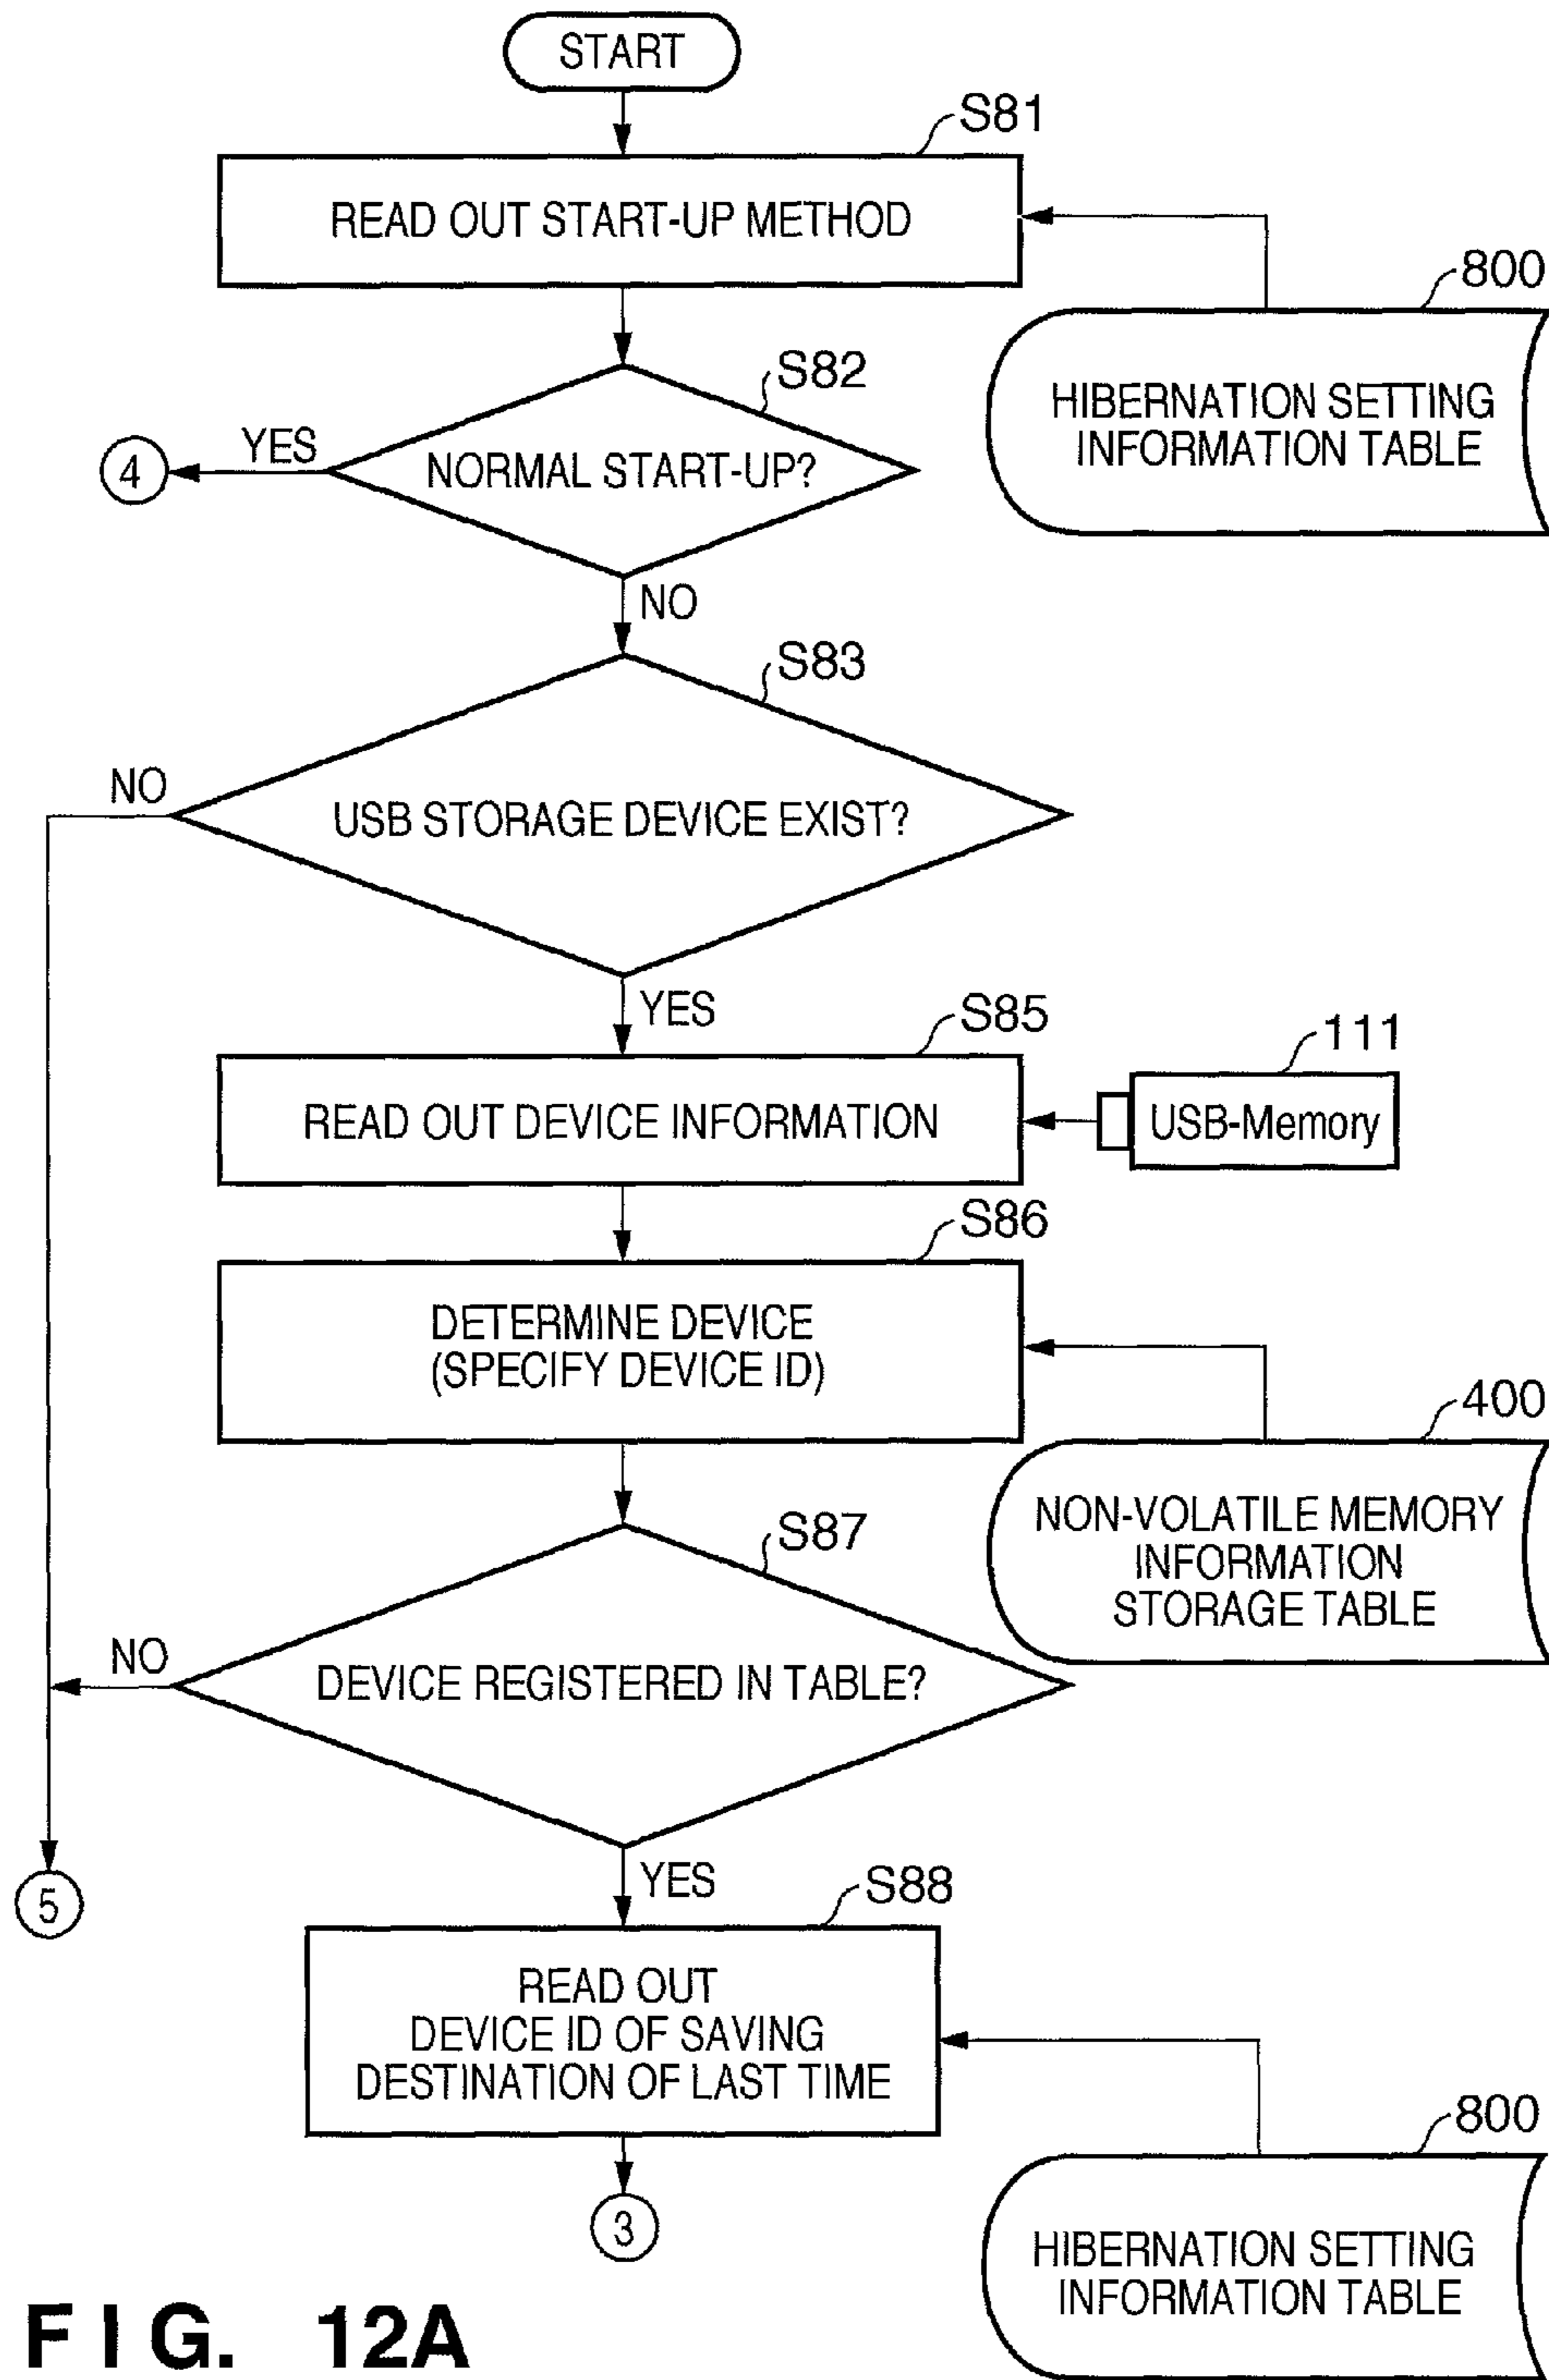 START
S81
READ OUT START-UP METHOD
800
HIBERNATION SETTING
INFORMATION TABLE
S82
YES
4
NORMAL START-UP?
NO
S83
NO
USB STORAGE DEVICE EXIST?
YES
S85
111
READ OUT DEVICE INFORMATION
USB-Memory
S86
DETERMINE DEVICE
(SPECIFY DEVICE ID)
400
NON-VOLATILE MEMORY
INFORMATION
STORAGE TABLE
S87
NO
DEVICE REGISTERED IN TABLE?
YES
5
S88
READ OUT
DEVICE ID OF SAVING
DESTINATION OF LAST TIME
800
3
HIBERNATION SETTING
INFORMATION TABLE
FIG. 12A